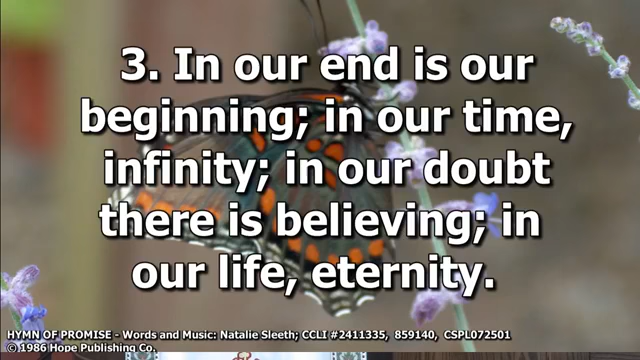 3. In our end is our
beginning; in our time,
infinity; in our doubt
there is believing; in
our life, eternity.
HYMN OF PROMISE - Words and Music: Natalie Sleeth; CCLI #2411335, 859140, CSPL072501
© 1986 Hope Publishing Co.